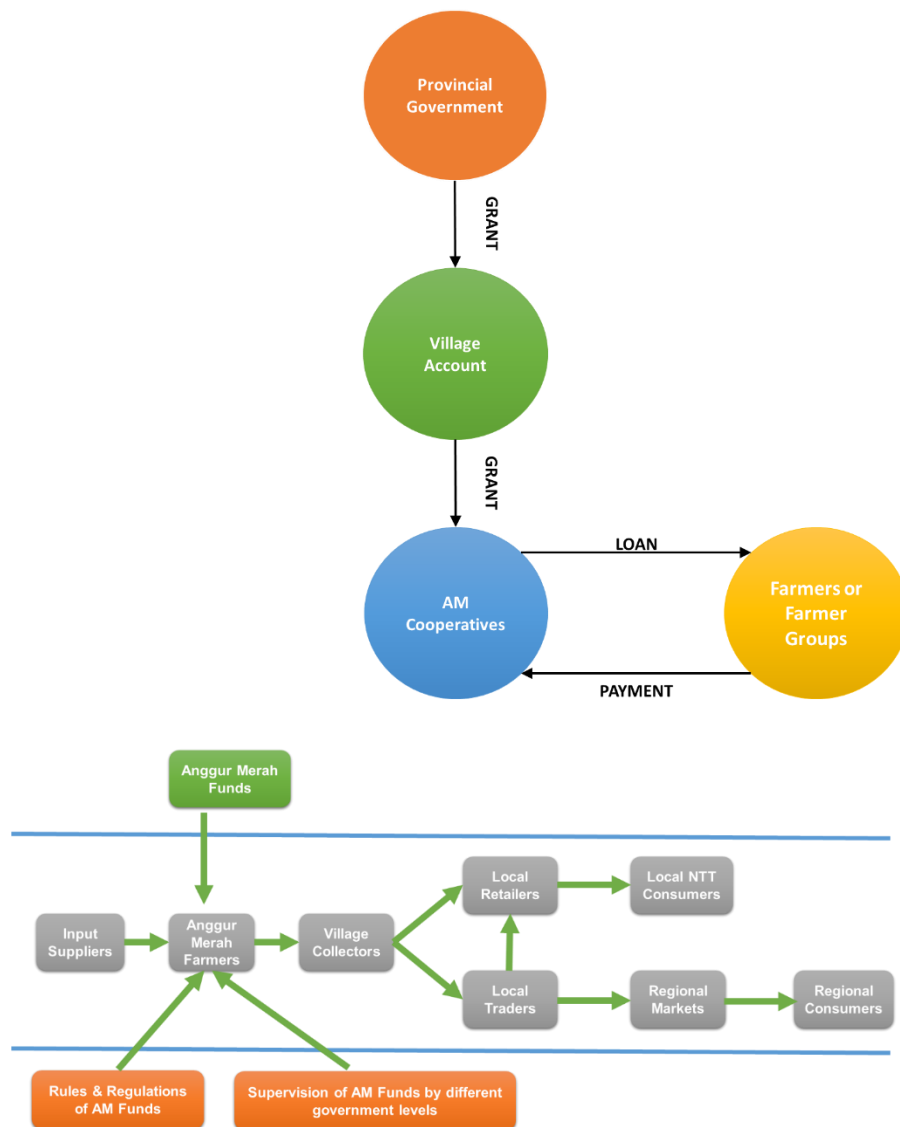 Provincial
Government
GRANT
Village
Account
GRANT
AM
Cooperatives
LOAN
Farmers or
Farmer
Groups
PAYMENT
Anggur Merah
Funds
Input
Suppliers
Anggur
Merah
Farmers
Village
Collectors
Local
Retailers
Local NTT
Consumers
Local
Traders
Regional
Markets
Regional
Consumers
Rules & Regulations
of AM Funds
Supervision of AM Funds by different
government levels